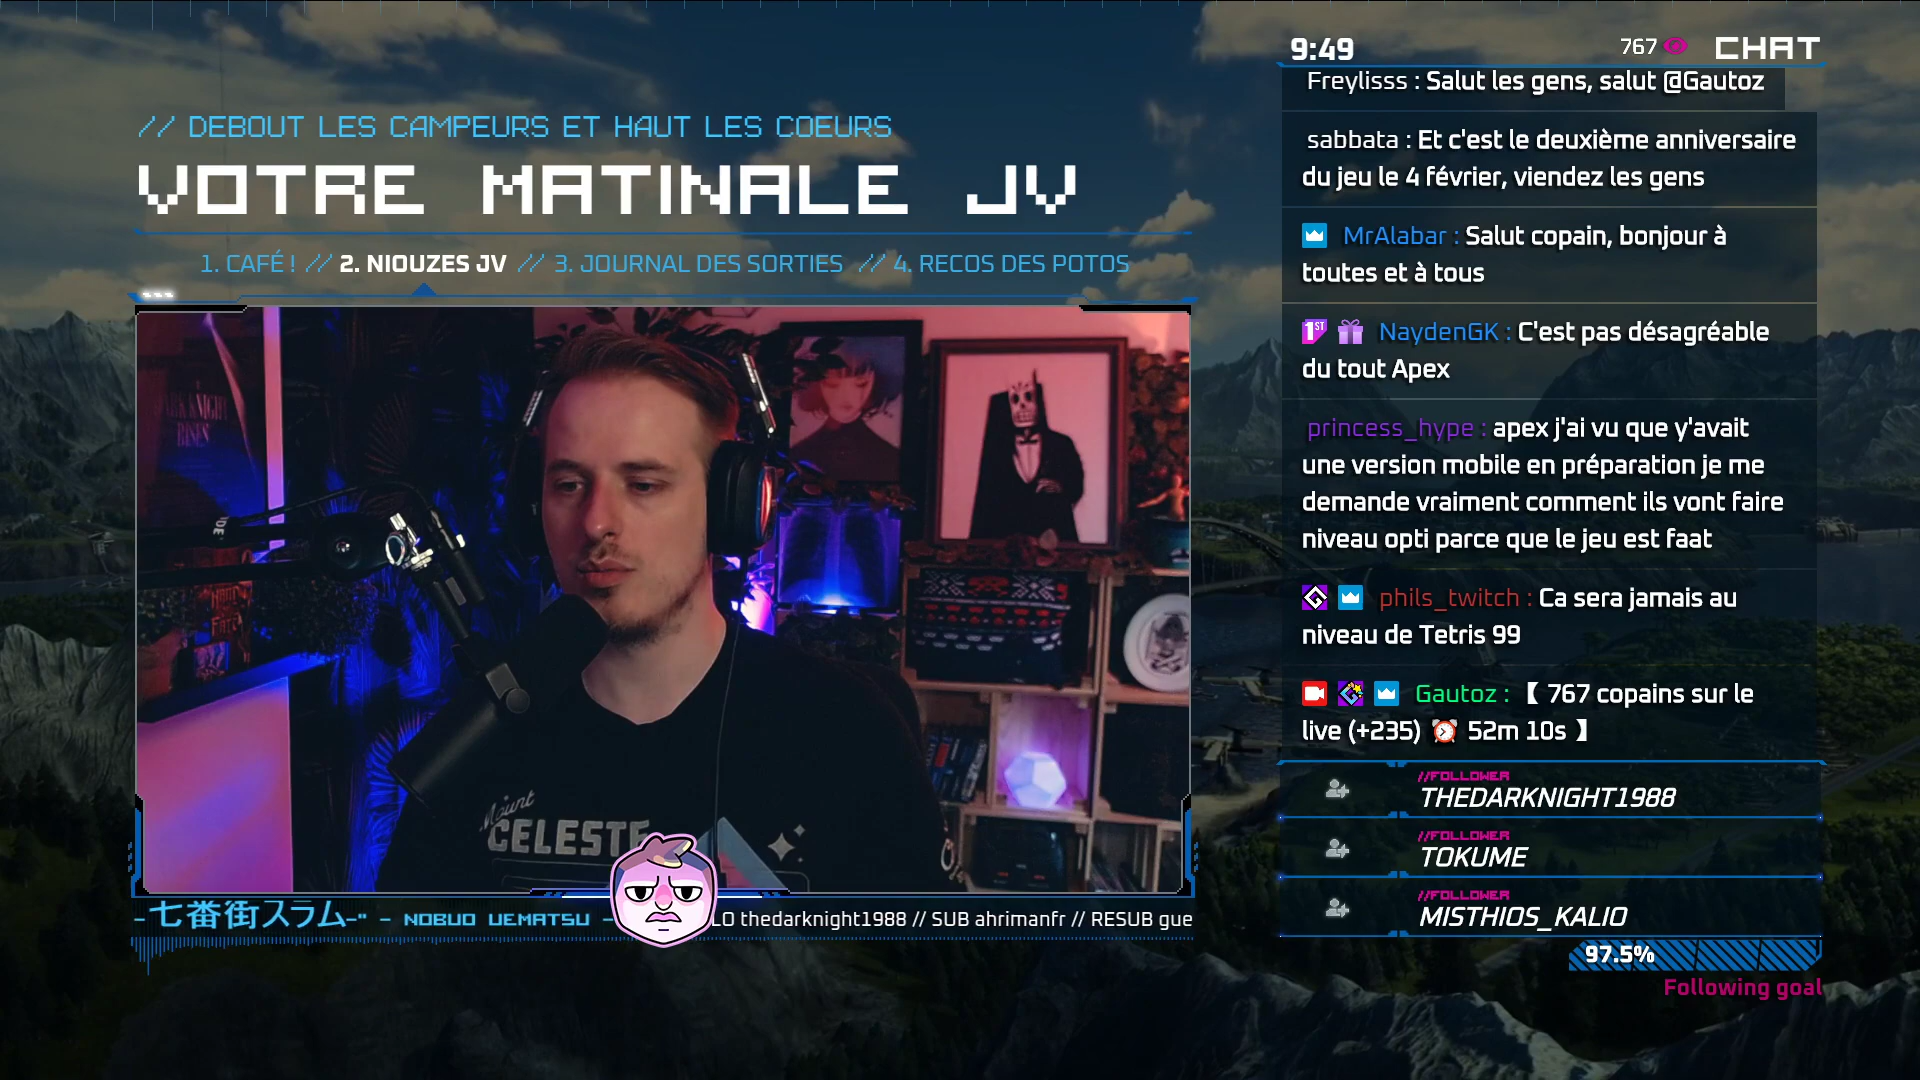 // DEBOUT LES CAMPEURS ET HAUT LES COEURS
VOTRE MATINALE JV
1. CAFÉ ! // 2. NIOUZES JV // 3. JOURNAL DES SORTIES // 4. RECOS DES POTOS
DARK KNIGHT
RISES
Mount
CELESTE
-七番街スラム-" - NOBUO UEMATSU -
LO thedarknight1988 // SUB ahrimanfr // RESUB gue
9:49
767
CHAT
Freylisss : Salut les gens, salut @Gautoz
sabbata : Et c'est le deuxième anniversaire
du jeu le 4 février, viendez les gens
MrAlabar : Salut copain, bonjour à
toutes et à tous
1ST NaydenGK : C'est pas désagréable
du tout Apex
princess_hype : apex j'ai vu que y'avait
une version mobile en préparation je me
demande vraiment comment ils vont faire
niveau opti parce que le jeu est faat
phils_twitch : Ca sera jamais au
niveau de Tetris 99
Gautoz : 【 767 copains sur le
live (+235) ⏰ 52m 10s 】
//FOLLOWER
THEDARKNIGHT1988
//FOLLOWER
TOKUME
//FOLLOWER
MISTHIOS_KALIO
97.5%
Following goal